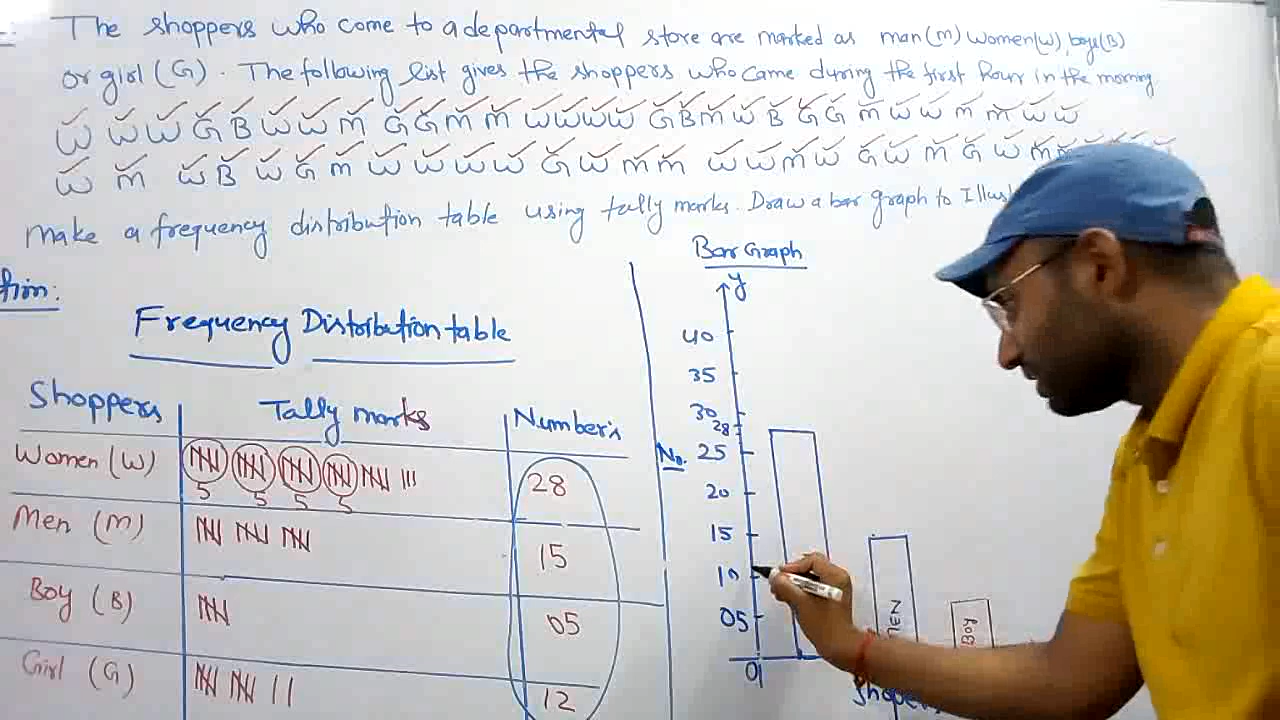 The shoppers who come to a departmental store are marked as man(M) Women(W), boys(B)
or girl (G). The following list gives the shoppers who came during the first hour in the morning
W W W G B W W M G G M M W W W W G B M W B G G M W W M M W W
W M W B W G M W W W W G W M M W W M W G W M G W M M
Make a frequency distribution table using tally marks. Draw a bar graph to Illus
tion:
Frequency Distribution table
Shoppers Tally marks Number's
Women (W) 28
5 5 5 5
Men (M) 15
Boy (B) 05
Girl (G) 12
Bar Graph
y
40
35
30
28
No. 25
20
15
10
05
0
MEN
Boy